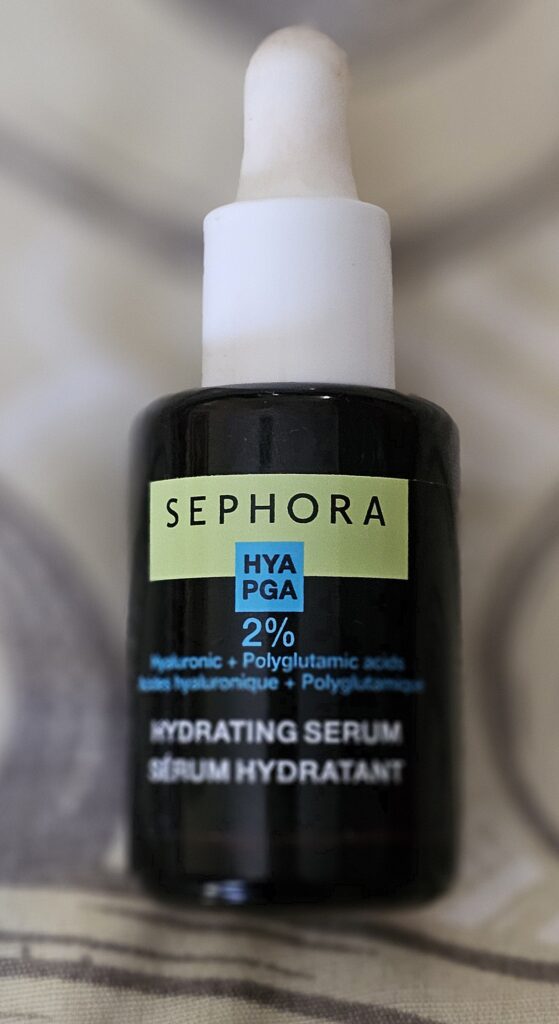 SEPHORA
HYA
PGA
2%
Hyaluronic + Polyglutamic acids
Acides hyaluronique + Polyglutamique
HYDRATING SERUM
SÉRUM HYDRATANT